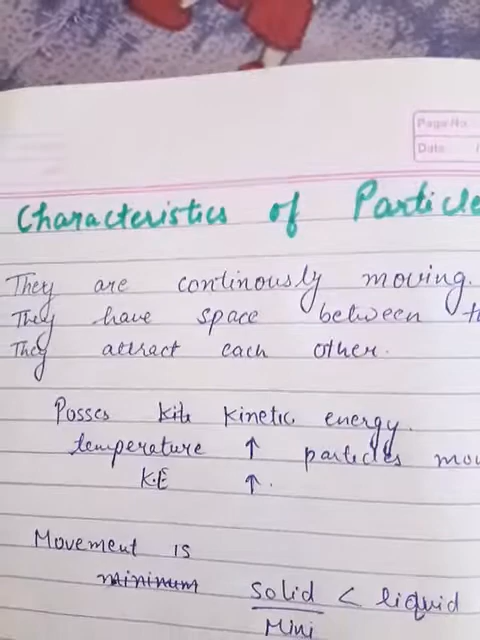 Page No.
Date
Characteristics of Particle
They are continously moving.
They have space between
They attract each other.
Posses kinetic energy.
temperature ↑ particles
K.E ↑.
Movement is
minimum solid < liquid
Mini